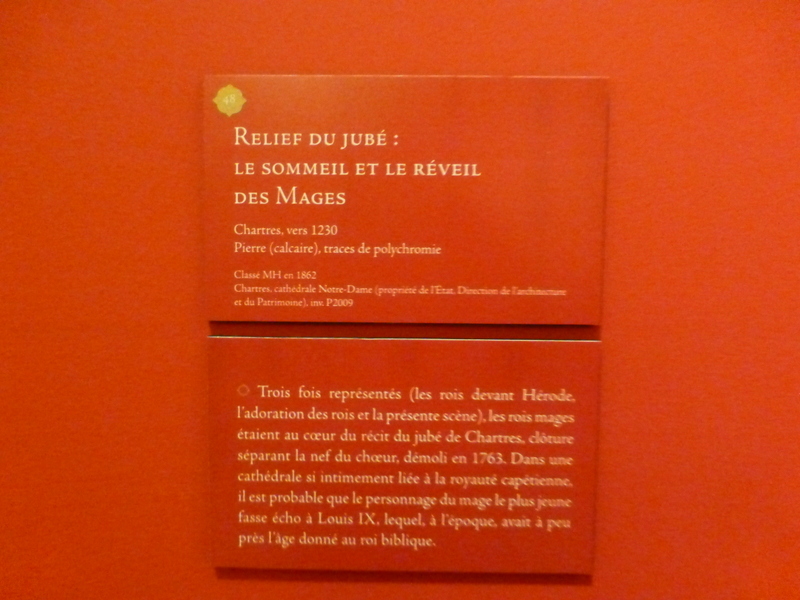 48
RELIEF DU JUBÉ :
LE SOMMEIL ET LE RÉVEIL
DES MAGES
Chartres, vers 1230
Pierre (calcaire), traces de polychromie
Classé MH en 1862
Chartres, cathédrale Notre-Dame (propriété de l'Etat, Direction de l'architecture
et du Patrimoine), inv. P2009
Trois fois représentés (les rois devant Hérode,
l'adoration des rois et la présente scène), les rois mages
étaient au cœur du récit du jubé de Chartres, clôture
séparant la nef du chœur, démoli en 1763. Dans une
cathédrale si intimement liée à la royauté capétienne,
il est probable que le personnage du mage le plus jeune
fasse écho à Louis IX, lequel, à l'époque, avait à peu
près l'âge donné au roi biblique.